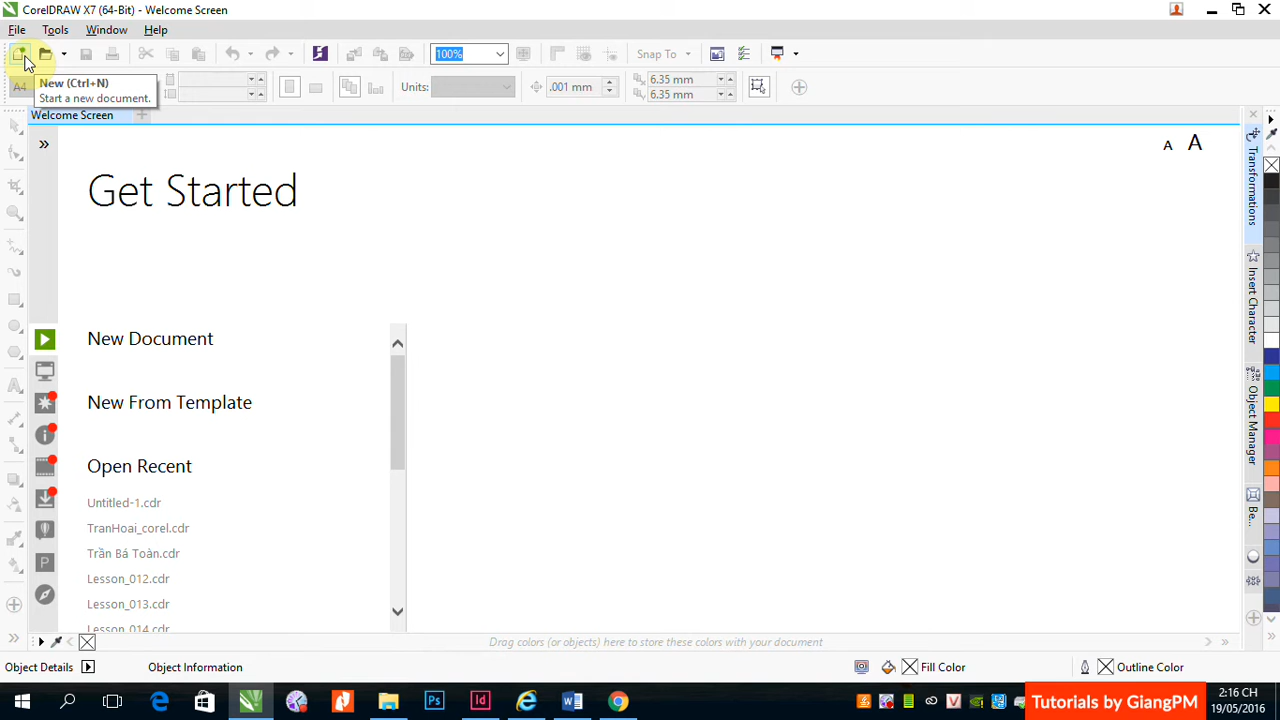 CorelDRAW X7 (64-Bit) - Welcome Screen
File Tools Window Help
100% Snap To
New (Ctrl+N)
Start a new document.
A4 Units: .001 mm 6.35 mm
6.35 mm
Welcome Screen
A A
Get Started
New Document
New From Template
Open Recent
Untitled-1.cdr
TranHoai_corel.cdr
Trần Bá Toàn.cdr
Lesson_012.cdr
Lesson_013.cdr
Lesson_014.cdr
Transformations
Insert Character
Object Manager
Be...
Drag colors (or objects) here to store these colors with your document
Object Details Object Information Fill Color Outline Color
Tutorials by GiangPM
2:16 CH
19/05/2016